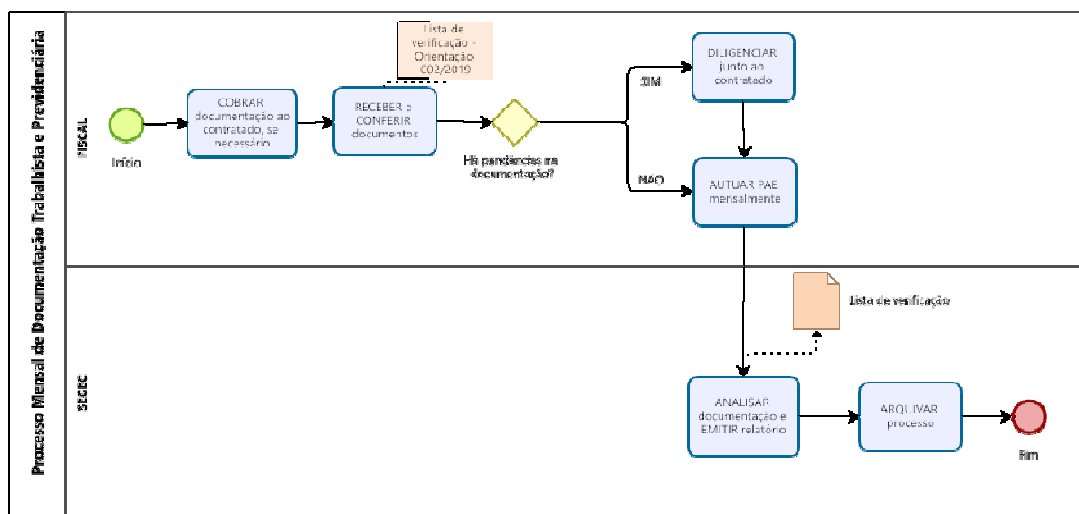 Processo Mensal de Documentação Trabalhista e Previdenciária
FISCAL
Início
COBRAR
documentação ao
contratado, se
necessário
RECEBER e
CONFERIR
documentos
Lista de
verificação -
Orientação
002/2019
Há pendências na
documentação?
SIM
DILIGENCIAR
junto ao
contratado
NÃO
AUTUAR PAE
mensalmente
SEGEC
Lista de verificação
ANALISAR
documentação e
EMITIR relatório
ARQUIVAR
processo
Fim